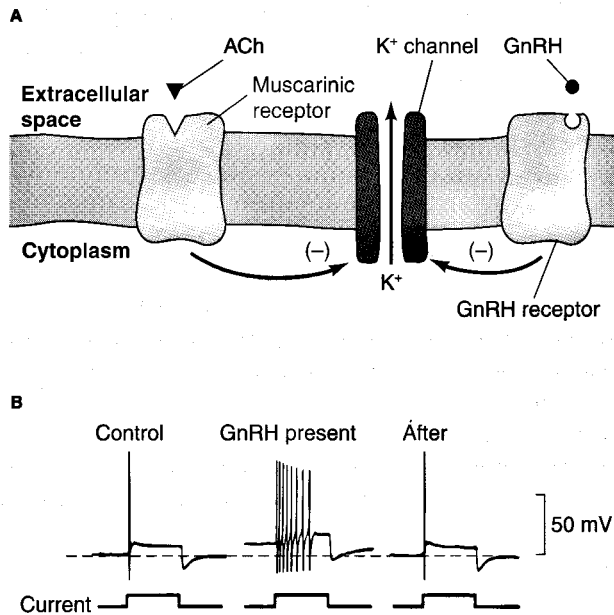 A
ACh
K+ channel
GnRH
Extracellular
space
Muscarinic
receptor
Cytoplasm
(–)
(–)
K+
GnRH receptor
B
Control
GnRH present
After
50 mV
Current